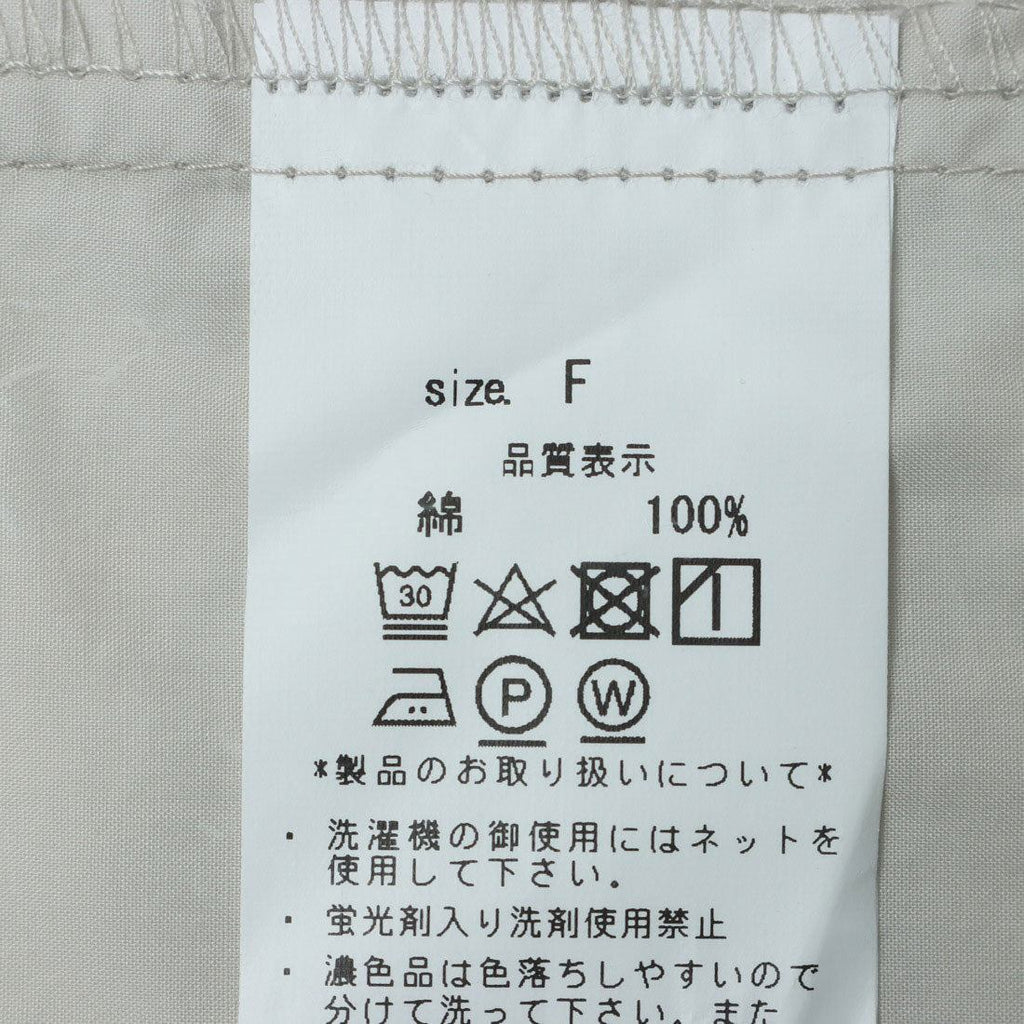 size. F
品質表示
綿 100%
30
P W
*製品のお取り扱いについて*
・ 洗濯機の御使用にはネットを
使用して下さい。
・ 蛍光剤入り洗剤使用禁止
・ 濃色品は色落ちしやすいので
分けて洗って下さい。また